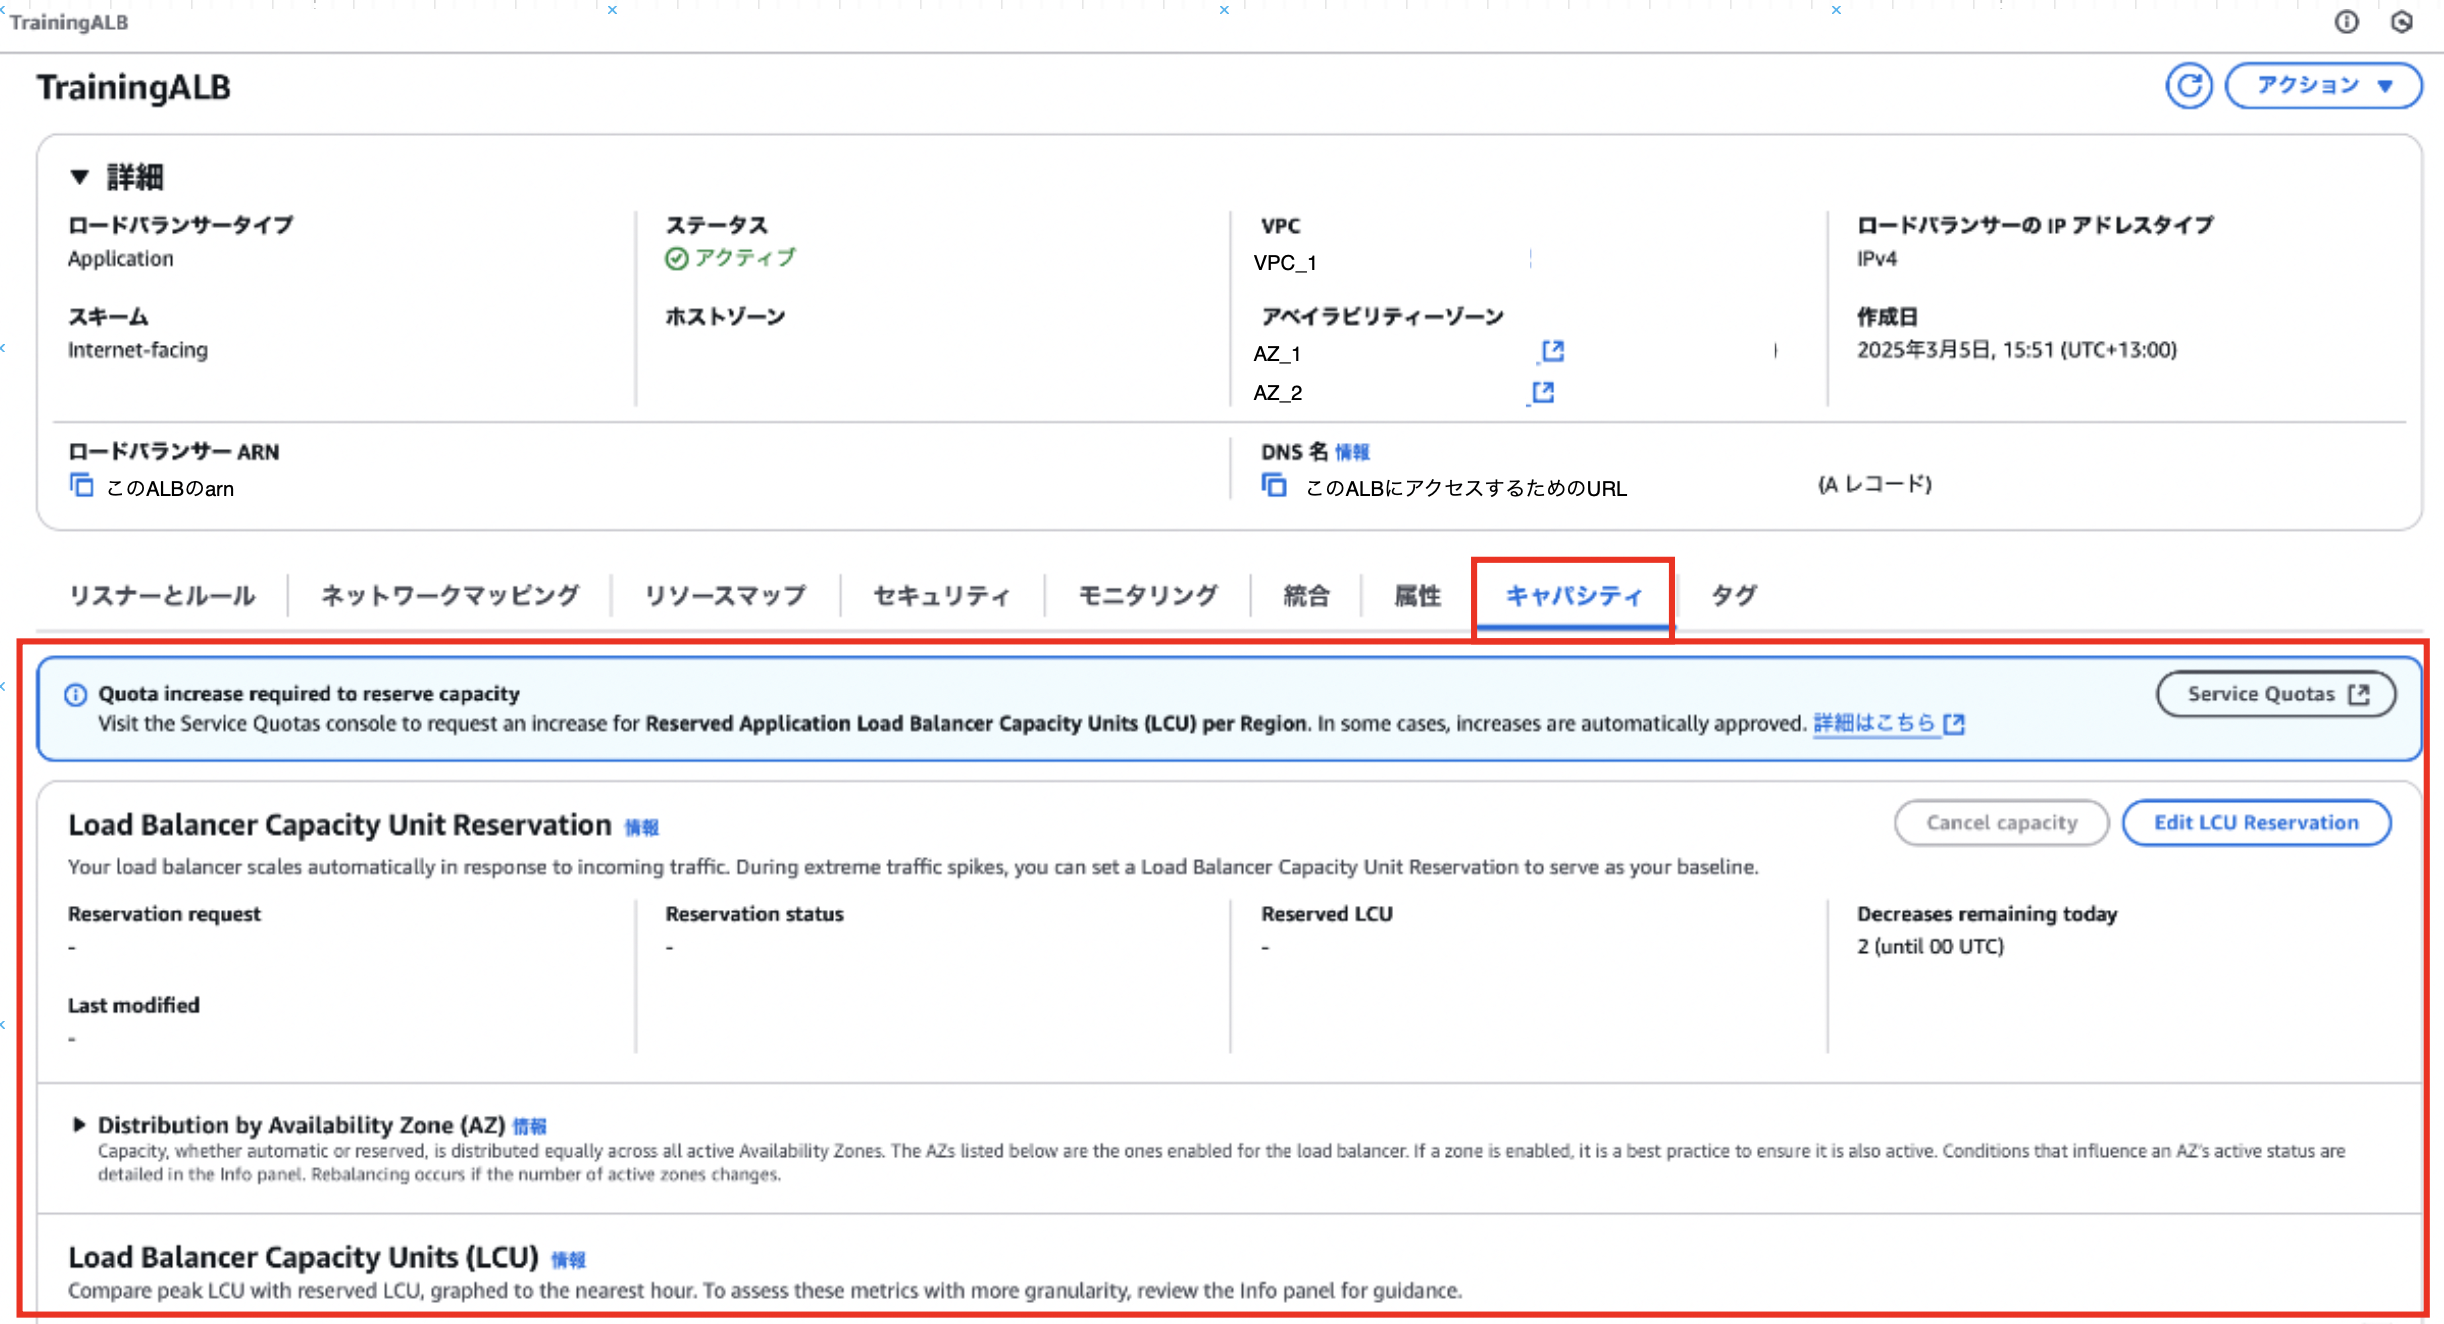 TrainingALB
TrainingALB
アクション ▼
▼ 詳細
ロードバランサータイプ
Application
ステータス
アクティブ
VPC
VPC_1
ロードバランサーの IP アドレスタイプ
IPv4
スキーム
Internet-facing
ホストゾーン
アベイラビリティーゾーン
AZ_1
AZ_2
作成日
2025年3月5日, 15:51 (UTC+13:00)
ロードバランサー ARN
このALBのarn
DNS 名 情報
このALBにアクセスするためのURL
(A レコード)
リスナーとルール
ネットワークマッピング
リソースマップ
セキュリティ
モニタリング
統合
属性
キャパシティ
タグ
Quota increase required to reserve capacity
Visit the Service Quotas console to request an increase for Reserved Application Load Balancer Capacity Units (LCU) per Region. In some cases, increases are automatically approved. 詳細はこちら
Service Quotas
Load Balancer Capacity Unit Reservation 情報
Cancel capacity
Edit LCU Reservation
Your load balancer scales automatically in response to incoming traffic. During extreme traffic spikes, you can set a Load Balancer Capacity Unit Reservation to serve as your baseline.
Reservation request
-
Reservation status
-
Reserved LCU
-
Decreases remaining today
2 (until 00 UTC)
Last modified
-
Distribution by Availability Zone (AZ) 情報
Capacity, whether automatic or reserved, is distributed equally across all active Availability Zones. The AZs listed below are the ones enabled for the load balancer. If a zone is enabled, it is a best practice to ensure it is also active. Conditions that influence an AZ's active status are
detailed in the Info panel. Rebalancing occurs if the number of active zones changes.
Load Balancer Capacity Units (LCU) 情報
Compare peak LCU with reserved LCU, graphed to the nearest hour. To assess these metrics with more granularity, review the Info panel for guidance.